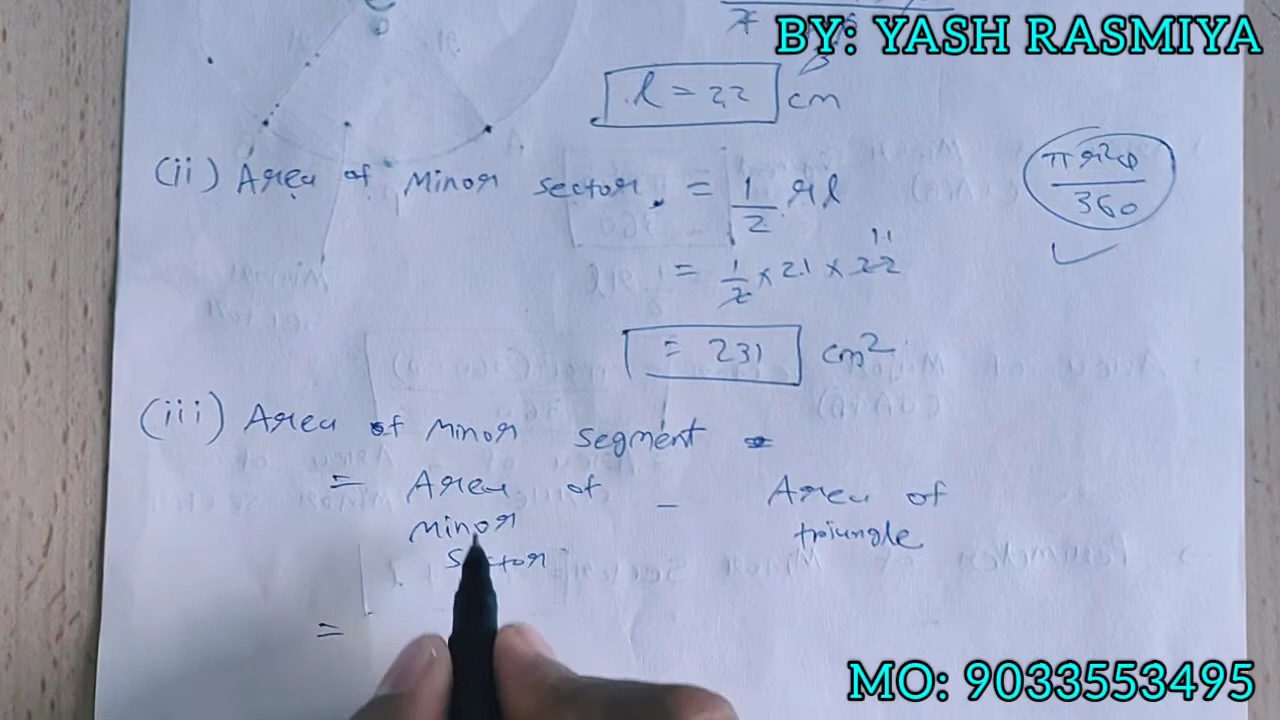 BY: YASH RASMIYA
l = 22 cm
(ii) Area of Minor sector = 1/2 rl
πr²θ/360
= 1/2 × 21 × 22
11
= 231 cm²
(iii) Area of Minor segment =
= Area of Minor sector - Area of triangle
=
MO: 9033553495